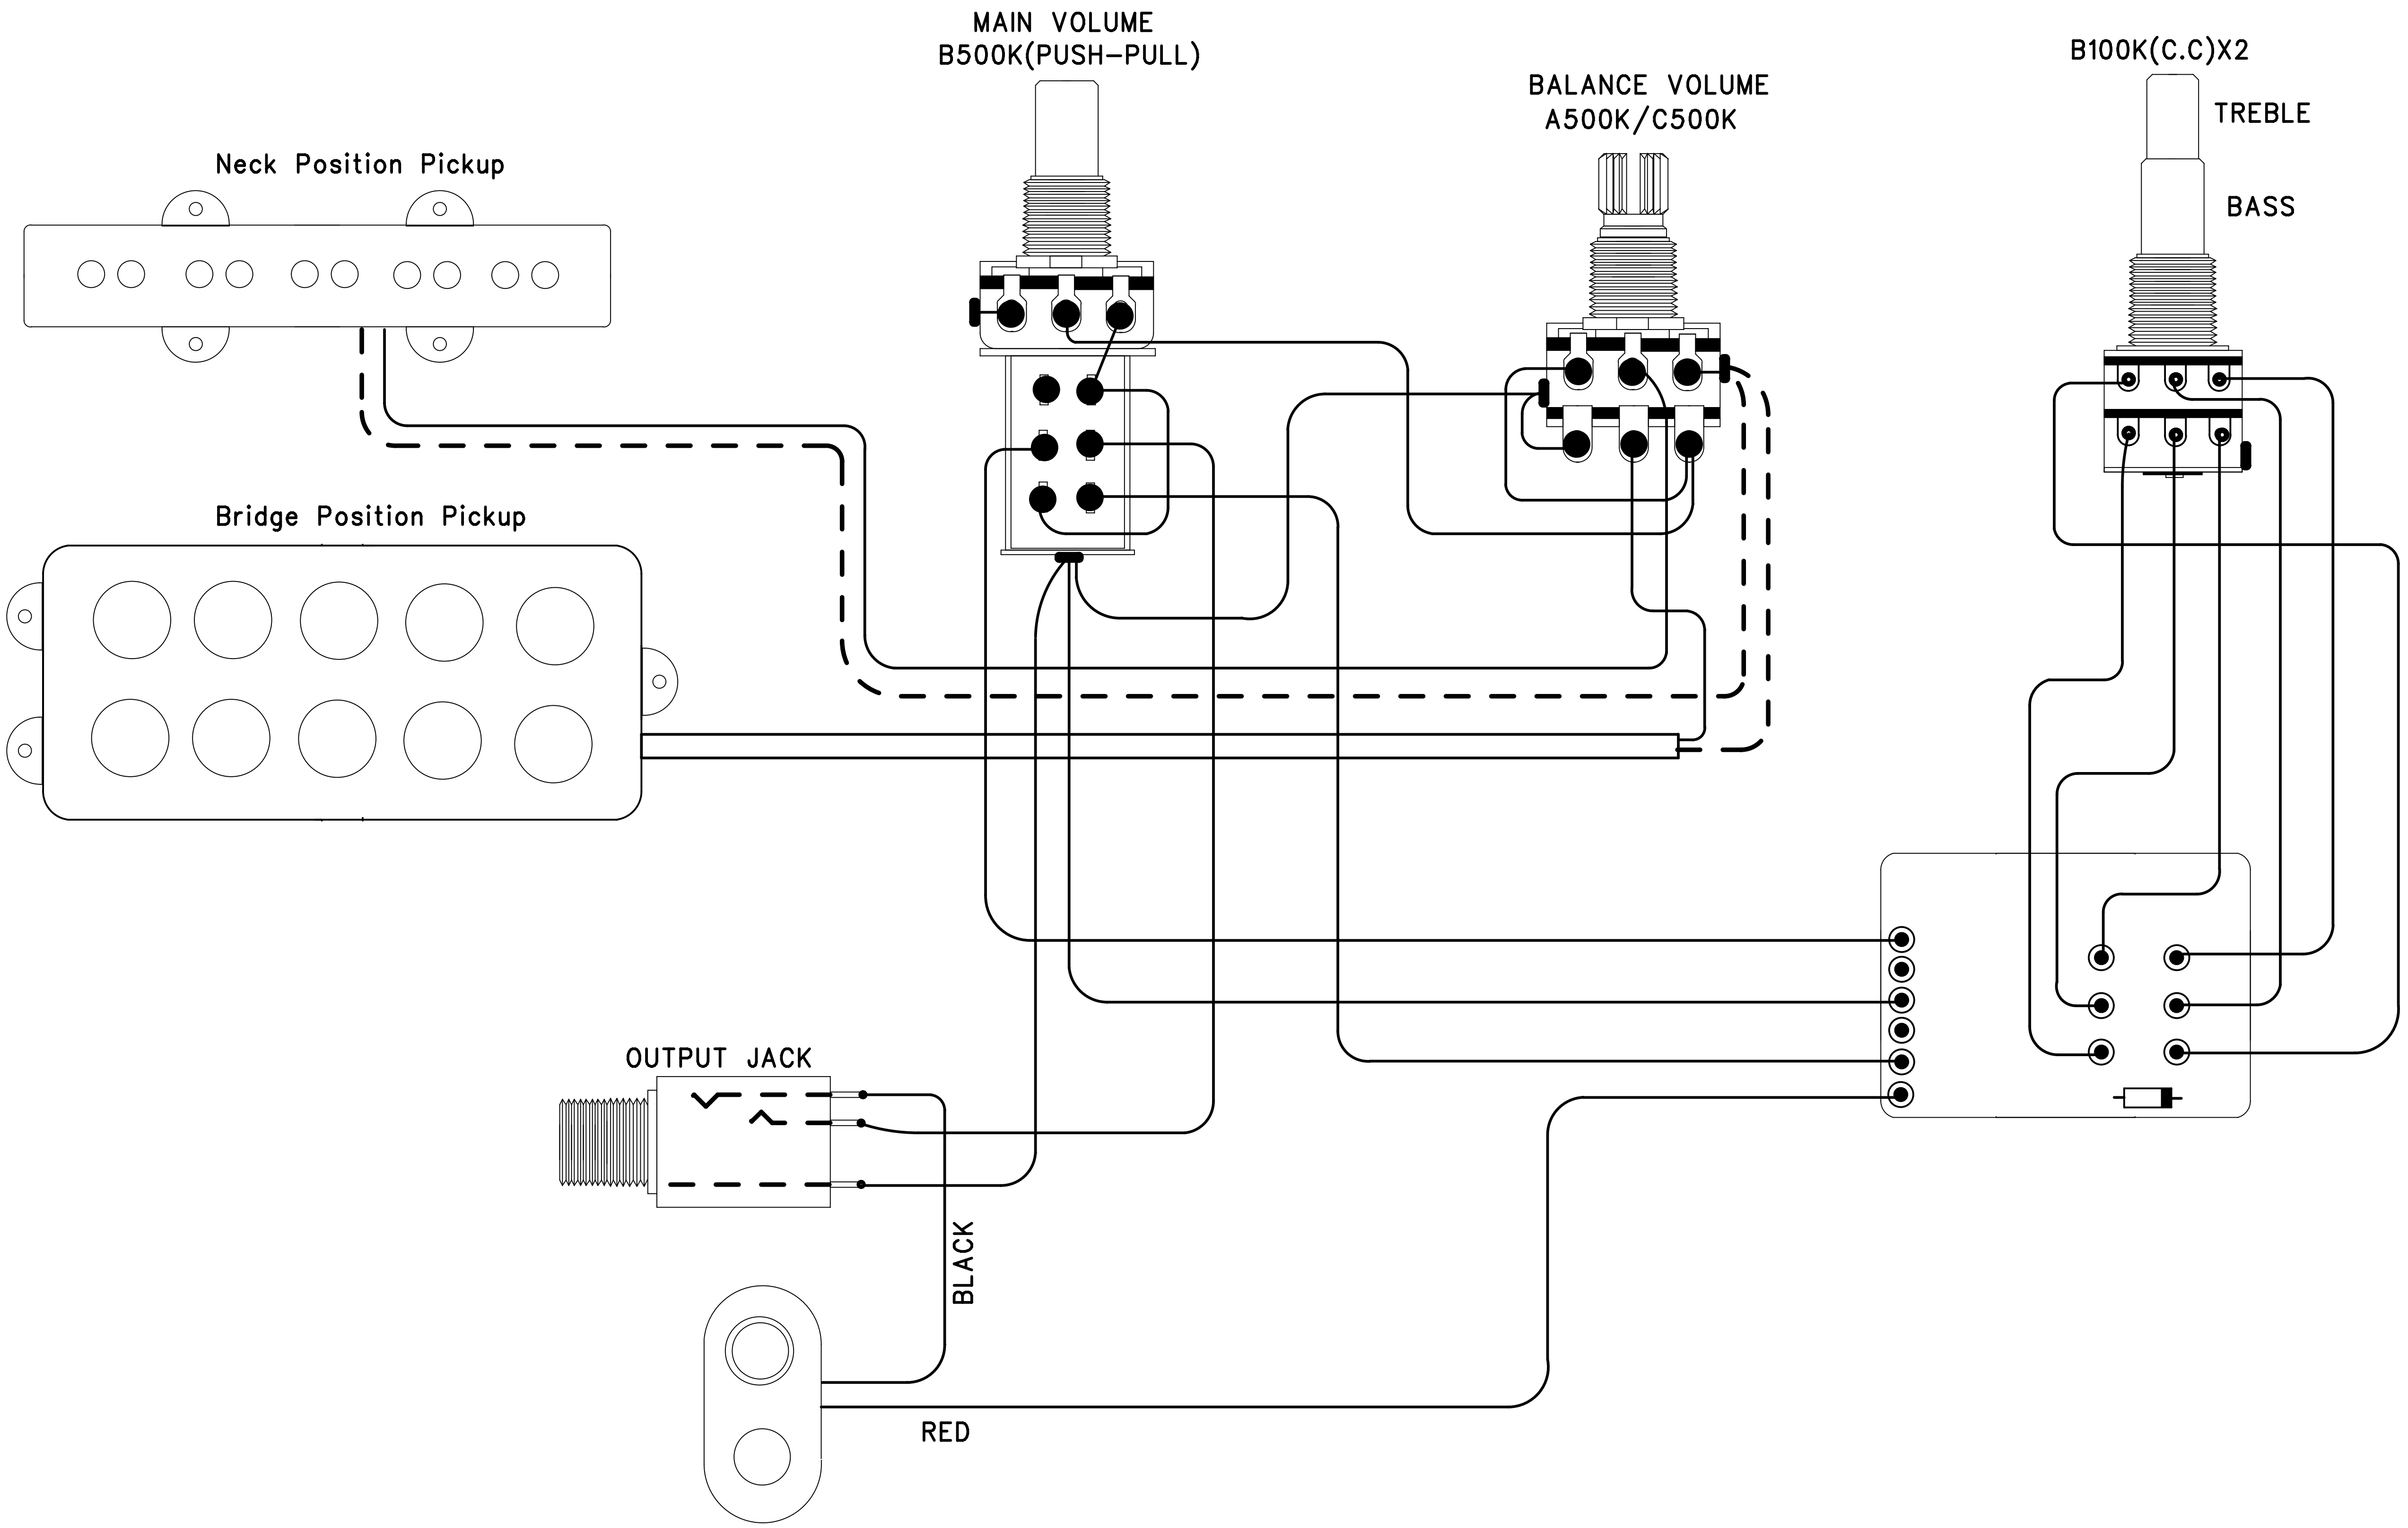 MAIN VOLUME
B500K(PUSH-PULL)
BALANCE VOLUME
A500K/C500K
B100K(C.C)X2
TREBLE
BASS
Neck Position Pickup
Bridge Position Pickup
OUTPUT JACK
BLACK
RED